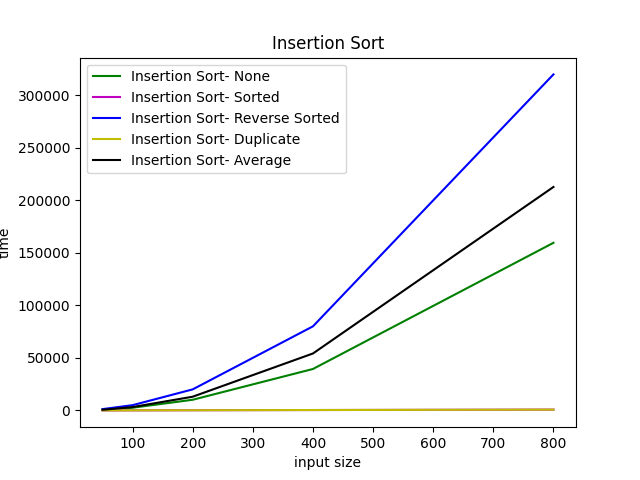 Insertion Sort
Insertion Sort- None
Insertion Sort- Sorted
Insertion Sort- Reverse Sorted
Insertion Sort- Duplicate
Insertion Sort- Average
300000
250000
200000
150000
100000
50000
0
time
100 200 300 400 500 600 700 800
input size